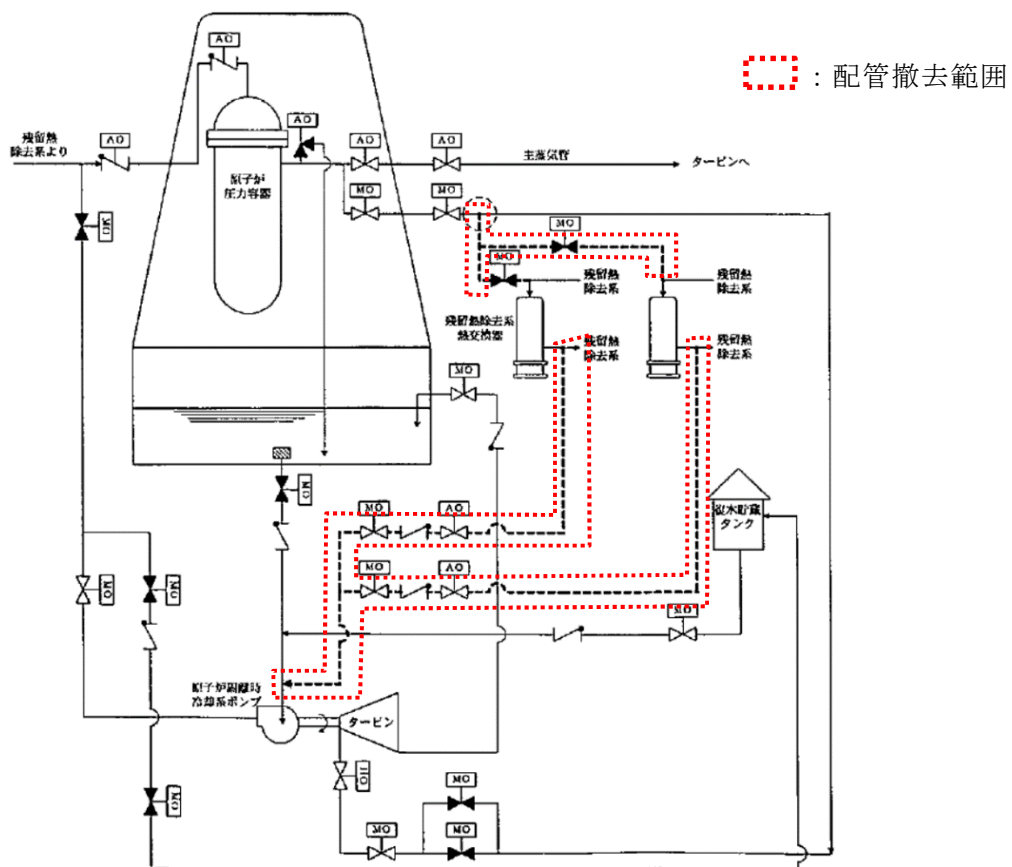 ：配管撤去範囲
AO
残留熱
除去系より
AO
AO
AO
AO
主蒸気管
タービンへ
原子炉
圧力容器
MO
MO
MO
MO
MO
残留熱
除去系
残留熱
除去系
残留熱除去系
熱交換器
残留熱
除去系
残留熱
除去系
MO
MO
MO
AO
復水貯蔵
タンク
MO
AO
MO
MO
MO
原子炉隔離時
冷却系ポンプ
タービン
MO
MO
MO
MO
MO